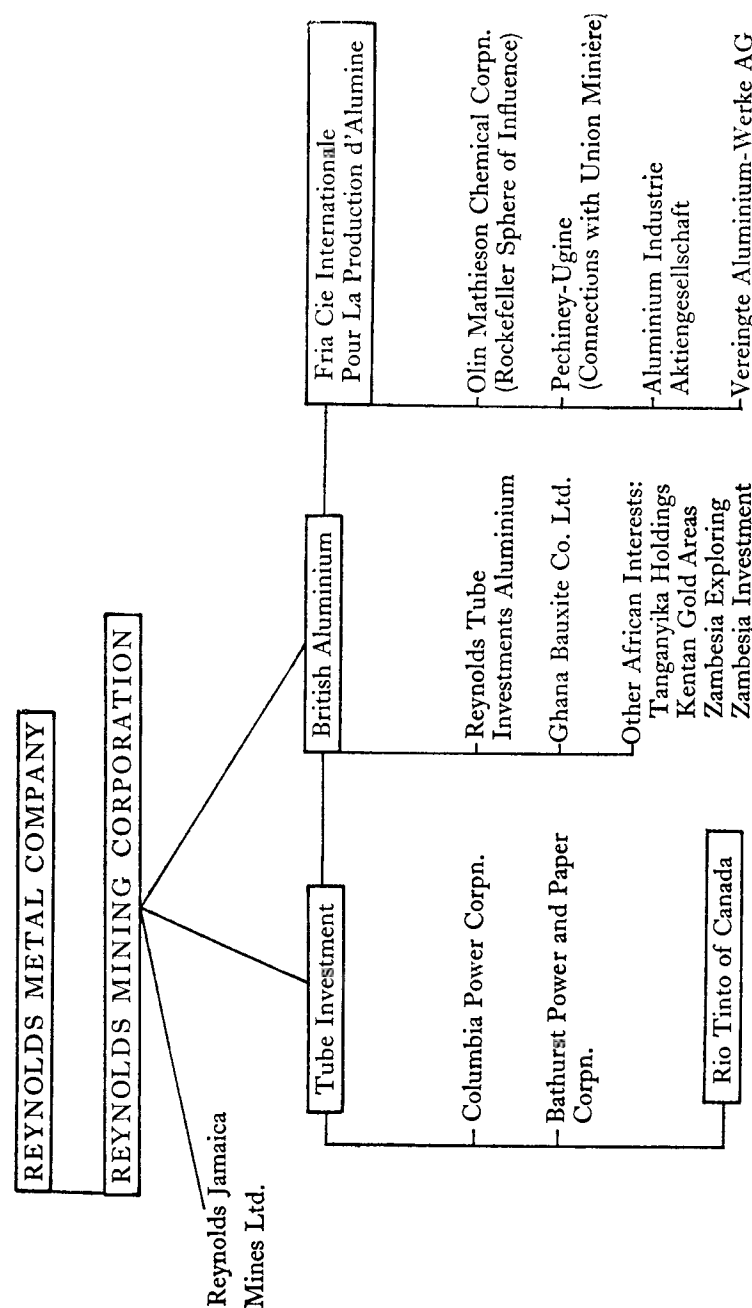 REYNOLDS METAL COMPANY
REYNOLDS MINING CORPORATION
Reynolds Jamaica
Mines Ltd.
Tube Investment
Columbia Power Corpn.
Bathurst Power and Paper
Corpn.
Rio Tinto of Canada
British Aluminium
Reynolds Tube
Investments Aluminium
Ghana Bauxite Co. Ltd.
Other African Interests:
Tanganyika Holdings
Kentan Gold Areas
Zambesia Exploring
Zambesia Investment
Fria Cie Internationale
Pour La Production d'Alumine
Olin Mathieson Chemical Corpn.
(Rockefeller Sphere of Influence)
Pechiney-Ugine
(Connections with Union Minière)
Aluminium Industrie
Aktiengesellschaft
Vereingte Aluminium-Werke AG